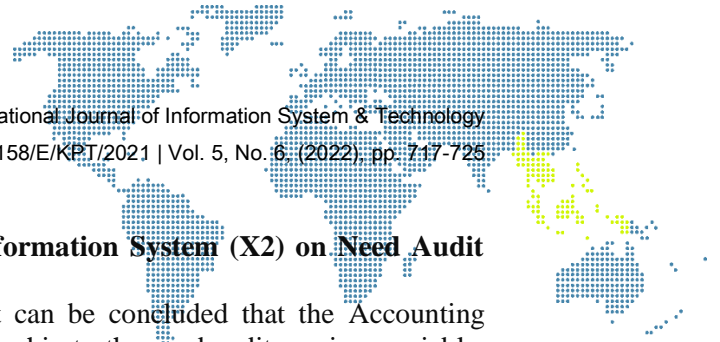 ational Journal of Information System & Technology
158/E/KPT/2021 | Vol. 5, No. 6, (2022), pp. 717-725
formation System (X2) on Need Audit
t can be concluded that the Accounting